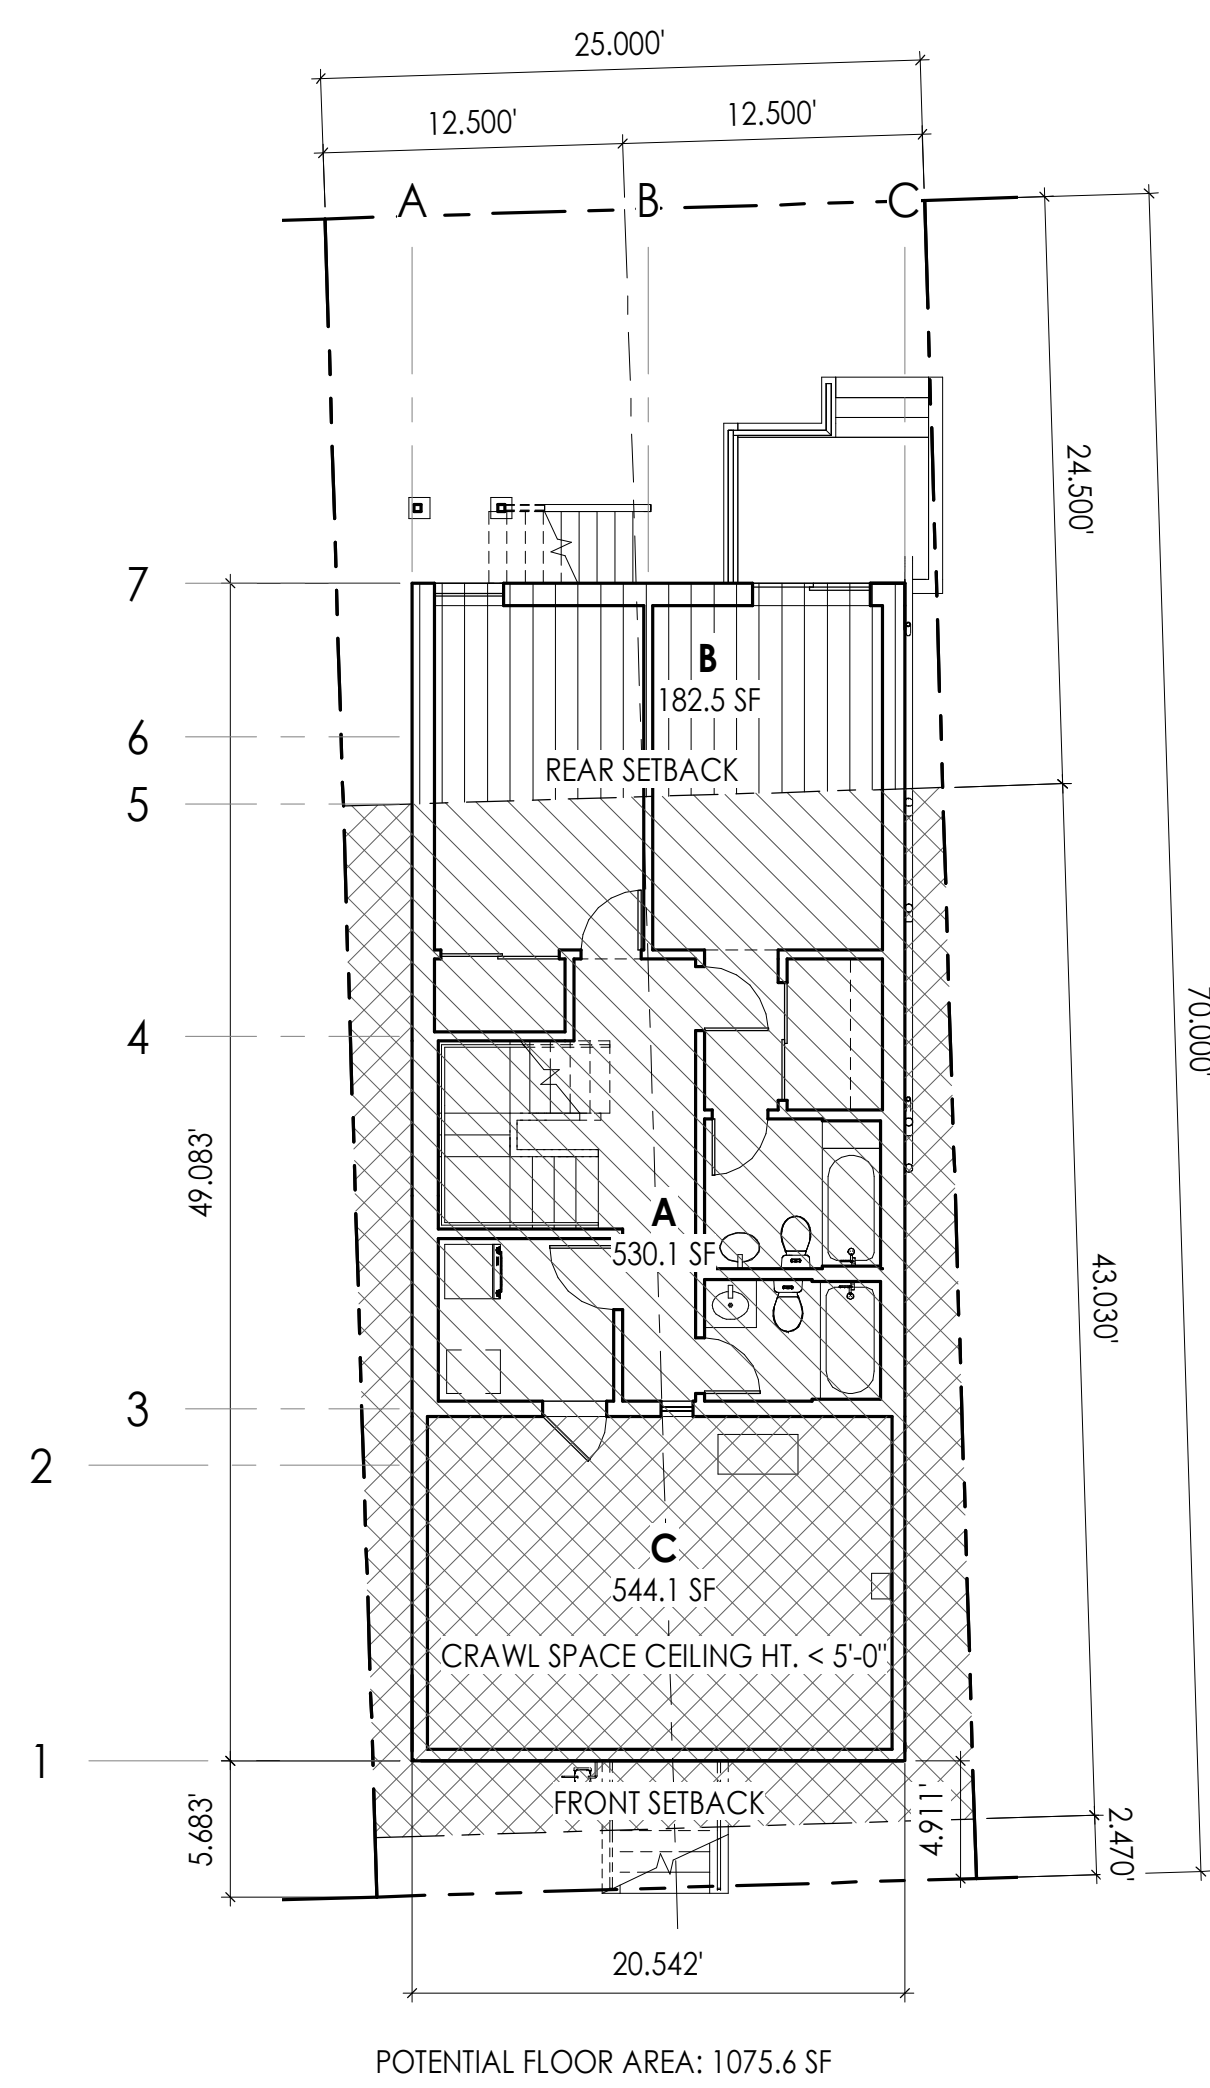 25.000'
12.500' 12.500'
A B C
24.500'
7
B
182.5 SF
6
REAR SETBACK
5
70.000'
4
49.083'
A
530.1 SF
43.030'
3
2
C
544.1 SF
CRAWL SPACE CEILING HT. < 5'-0"
1
FRONT SETBACK
5.683'
4.911'
2.470'
20.542'
POTENTIAL FLOOR AREA: 1075.6 SF